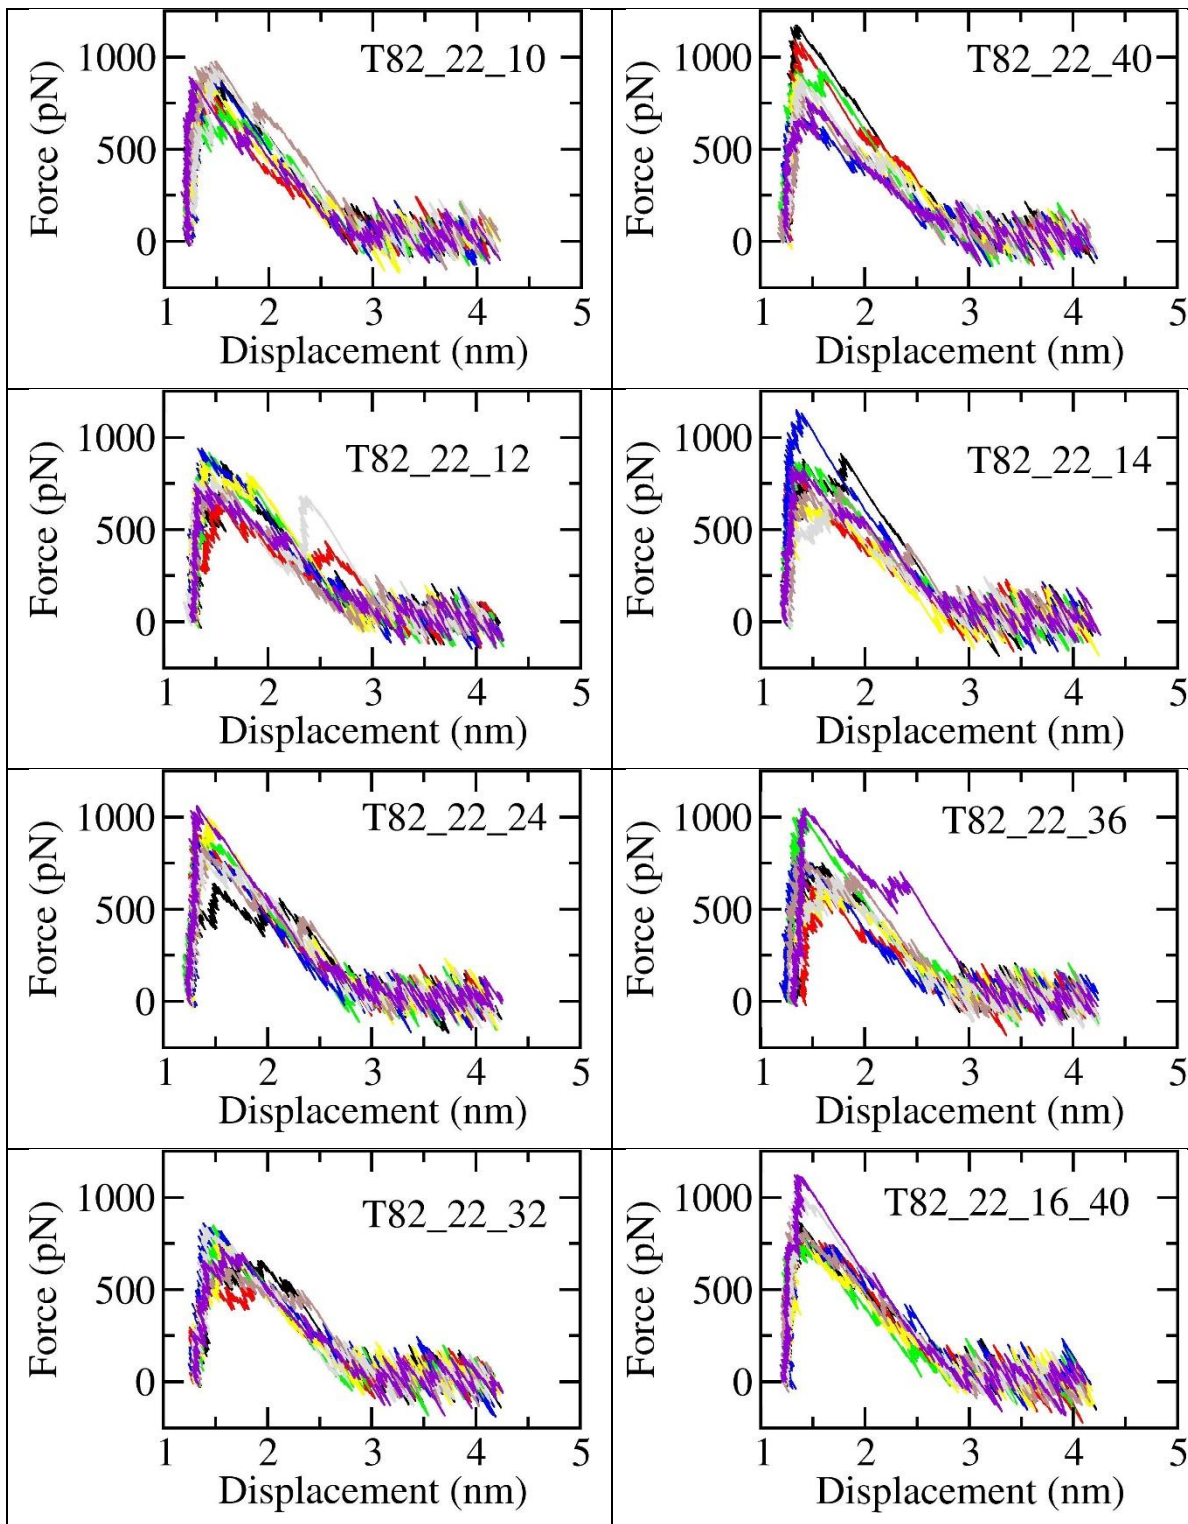 T82_22_10
Force (pN)
1000
500
0
1 2 3 4 5
Displacement (nm)
T82_22_40
Force (pN)
1000
500
0
1 2 3 4 5
Displacement (nm)
T82_22_12
Force (pN)
1000
500
0
1 2 3 4 5
Displacement (nm)
T82_22_14
Force (pN)
1000
500
0
1 2 3 4 5
Displacement (nm)
T82_22_24
Force (pN)
1000
500
0
1 2 3 4 5
Displacement (nm)
T82_22_36
Force (pN)
1000
500
0
1 2 3 4 5
Displacement (nm)
T82_22_32
Force (pN)
1000
500
0
1 2 3 4 5
Displacement (nm)
T82_22_16_40
Force (pN)
1000
500
0
1 2 3 4 5
Displacement (nm)